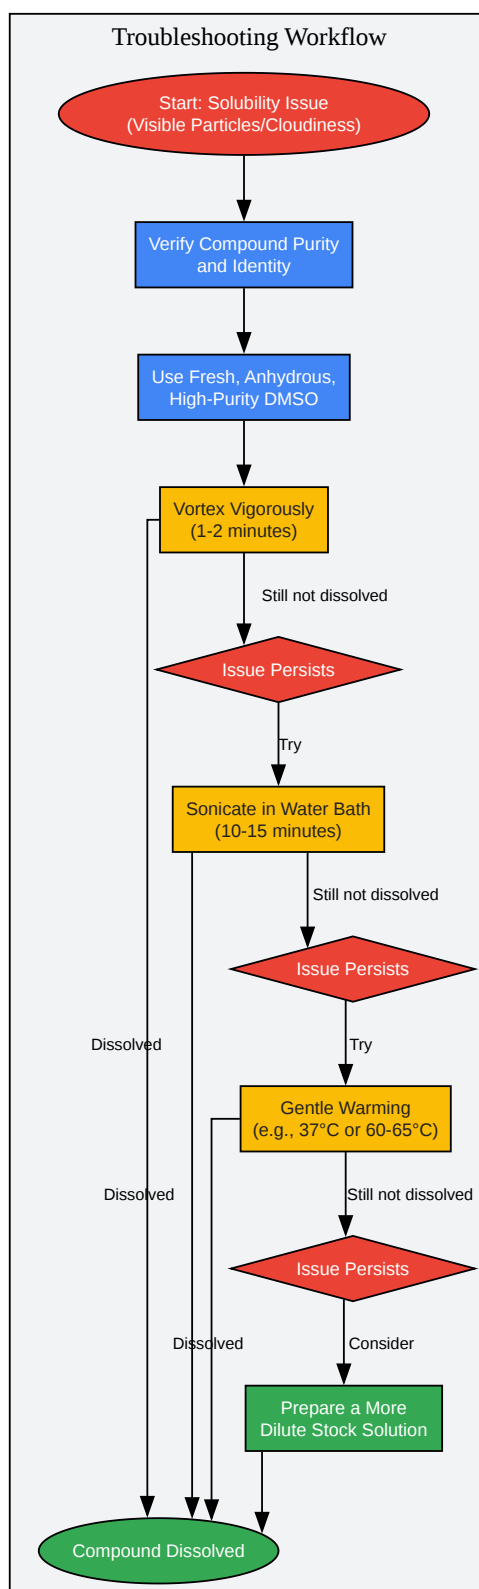 Troubleshooting Workflow
Start: Solubility Issue
(Visible Particles/Cloudiness)
Verify Compound Purity
and Identity
Use Fresh, Anhydrous,
High-Purity DMSO
Vortex Vigorously
(1-2 minutes)
Still not dissolved
Issue Persists
Try
Sonicate in Water Bath
(10-15 minutes)
Still not dissolved
Issue Persists
Dissolved
Try
Gentle Warming
(e.g., 37°C or 60-65°C)
Dissolved
Still not dissolved
Issue Persists
Dissolved
Consider
Prepare a More
Dilute Stock Solution
Compound Dissolved